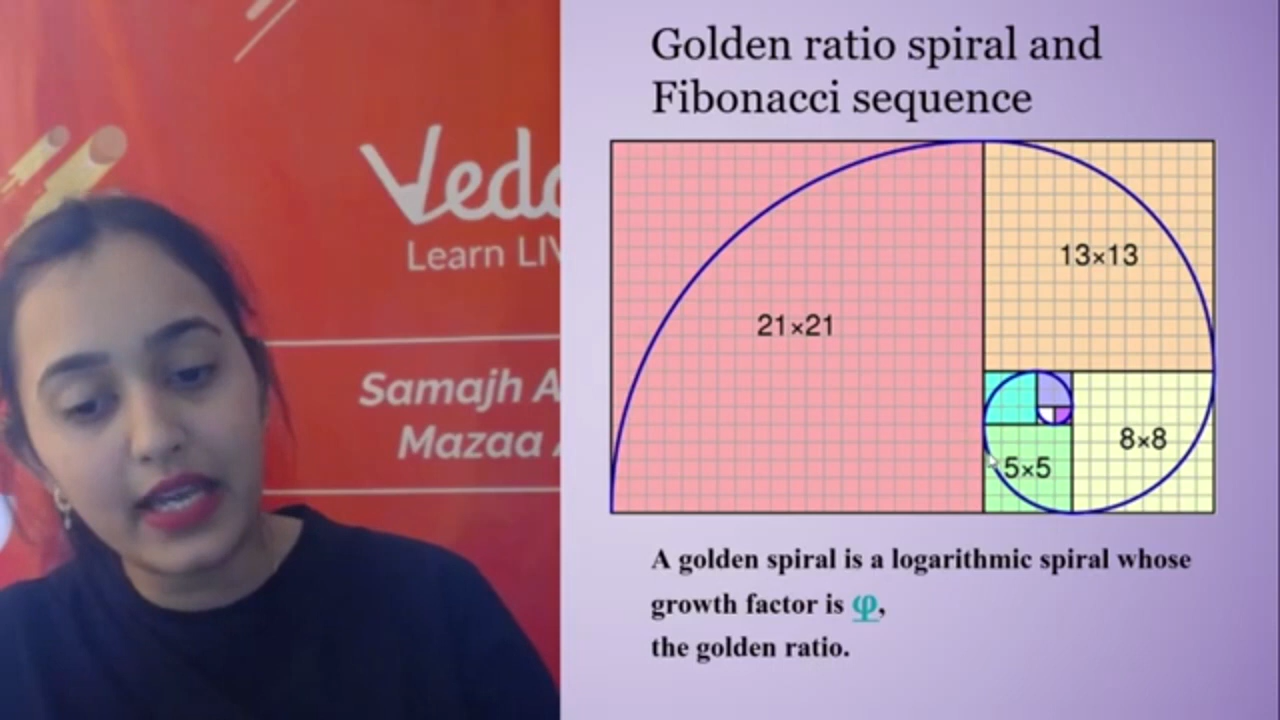 Learn
Samajh
Mazaa
Golden ratio spiral and
Fibonacci sequence
21×21
13×13
8×8
5×5
A golden spiral is a logarithmic spiral whose
growth factor is φ,
the golden ratio.